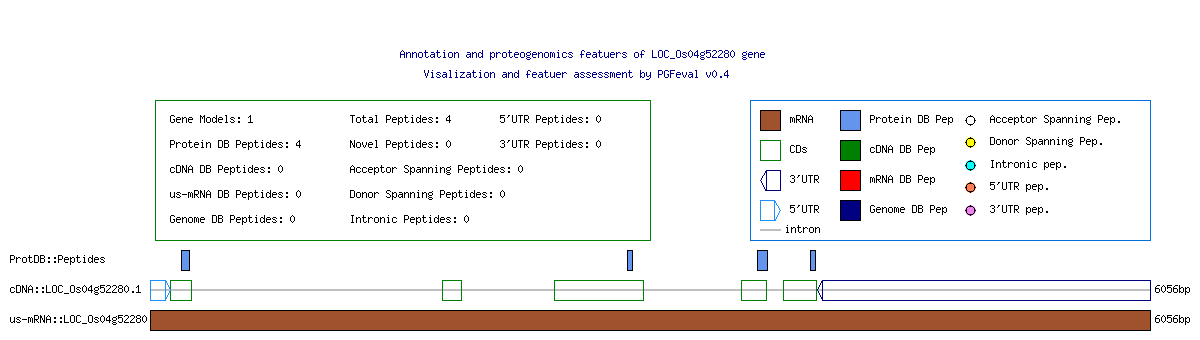 Annotation and proteogenomics featuers of LOC_Os04g52280 gene
Visalization and featuer assessment by PGFeval v0.4
Gene Models: 1
Total Peptides: 4
5'UTR Peptides: 0
Protein DB Peptides: 4
Novel Peptides: 0
3'UTR Peptides: 0
cDNA DB Peptides: 0
Acceptor Spanning Peptides: 0
us-mRNA DB Peptides: 0
Donor Spanning Peptides: 0
Genome DB Peptides: 0
Intronic Peptides: 0
mRNA
Protein DB Pep
Acceptor Spanning Pep.
CDs
cDNA DB Pep
Donor Spanning Pep.
3'UTR
mRNA DB Pep
Intronic pep.
5'UTR
Genome DB Pep
5'UTR pep.
3'UTR pep.
intron
ProtDB::Peptides
cDNA::LOC_Os04g52280.1
6056bp
us-mRNA::LOC_Os04g52280
6056bp